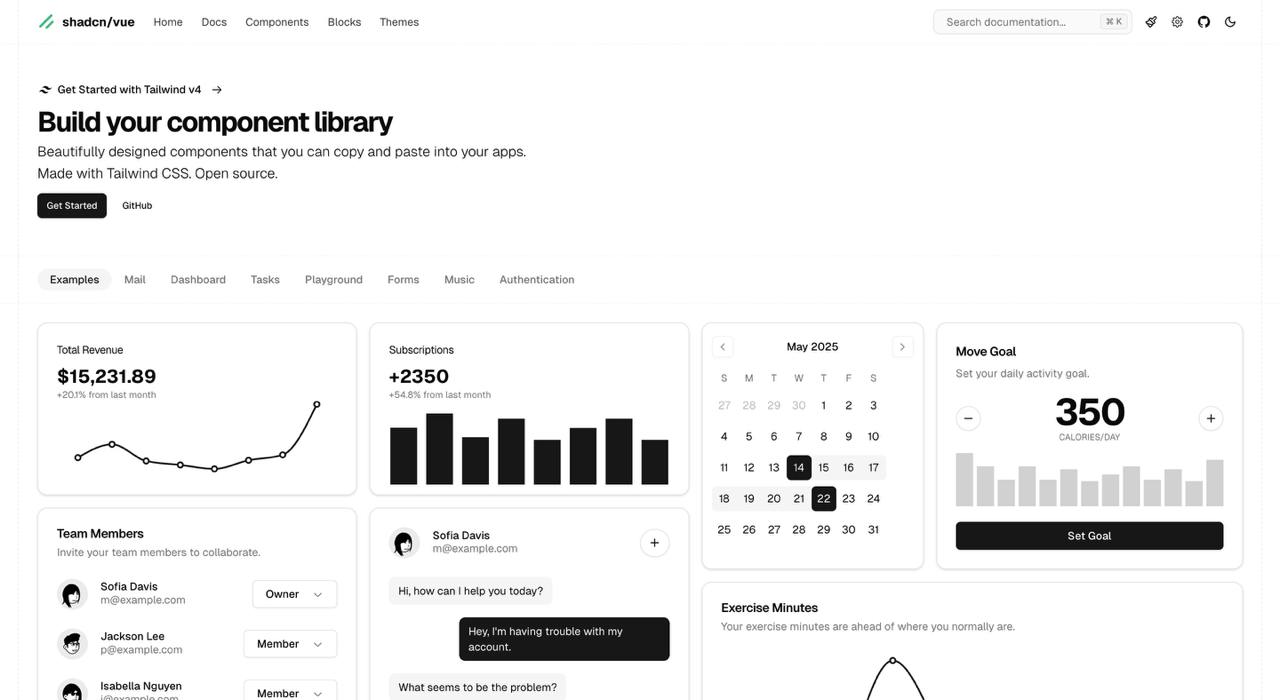 shadcn/vue Home Docs Components Blocks Themes Search documentation... ⌘ K
Get Started with Tailwind v4 →
Build your component library
Beautifully designed components that you can copy and paste into your apps.
Made with Tailwind CSS. Open source.
Get Started GitHub
Examples Mail Dashboard Tasks Playground Forms Music Authentication
Total Revenue
$15,231.89
+20.1% from last month
Subscriptions
+2350
+54.8% from last month
May 2025
S M T W T F S
27 28 29 30 1 2 3
4 5 6 7 8 9 10
11 12 13 14 15 16 17
18 19 20 21 22 23 24
25 26 27 28 29 30 31
Move Goal
Set your daily activity goal.
350
CALORIES/DAY
Set Goal
Team Members
Invite your team members to collaborate.
Sofia Davis
m@example.com
Owner
Jackson Lee
p@example.com
Member
Isabella Nguyen
i@example.com
Member
Sofia Davis
m@example.com
Hi, how can I help you today?
Hey, I'm having trouble with my
account.
What seems to be the problem?
Exercise Minutes
Your exercise minutes are ahead of where you normally are.